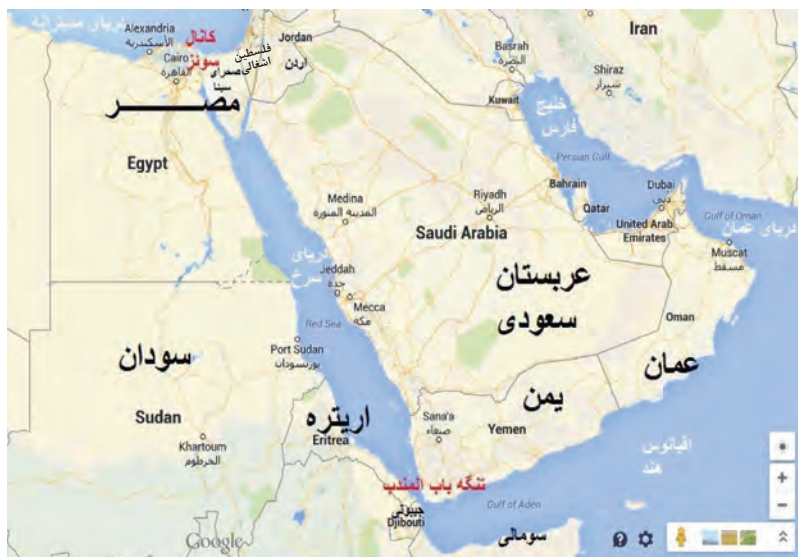 دریای مدیترانه
Alexandria
الأسكندرية
کانال
سوئز
Cairo
القاهرة
صحرای
سینا
فلسطین
اشغالی
Jordan
اردن
مصر
Egypt
Basrah
البصرة
Iran
Shiraz
شیراز
Kuwait
خلیج
فارس
Persian Gulf
Medina
المدينة المنورة
Riyadh
الرياض
Bahrain
Qatar
Dubai
دبي
United Arab
Emirates
Gulf of Oman
دریای عمان
Muscat
مسقط
Saudi Arabia
عربستان
سعودی
دریای
سرخ
Jeddah
جدة
Mecca
مكة
Red Sea
Oman
عمان
سودان
Sudan
Port Sudan
بورتسودان
Khartoum
الخرطوم
اریتره
Eritrea
یمن
Sana'a
صنعاء
Yemen
اقیانوس
هند
تنگه باب المندب
Gulf of Aden
جیبوتی
Djibouti
سومالی
Google